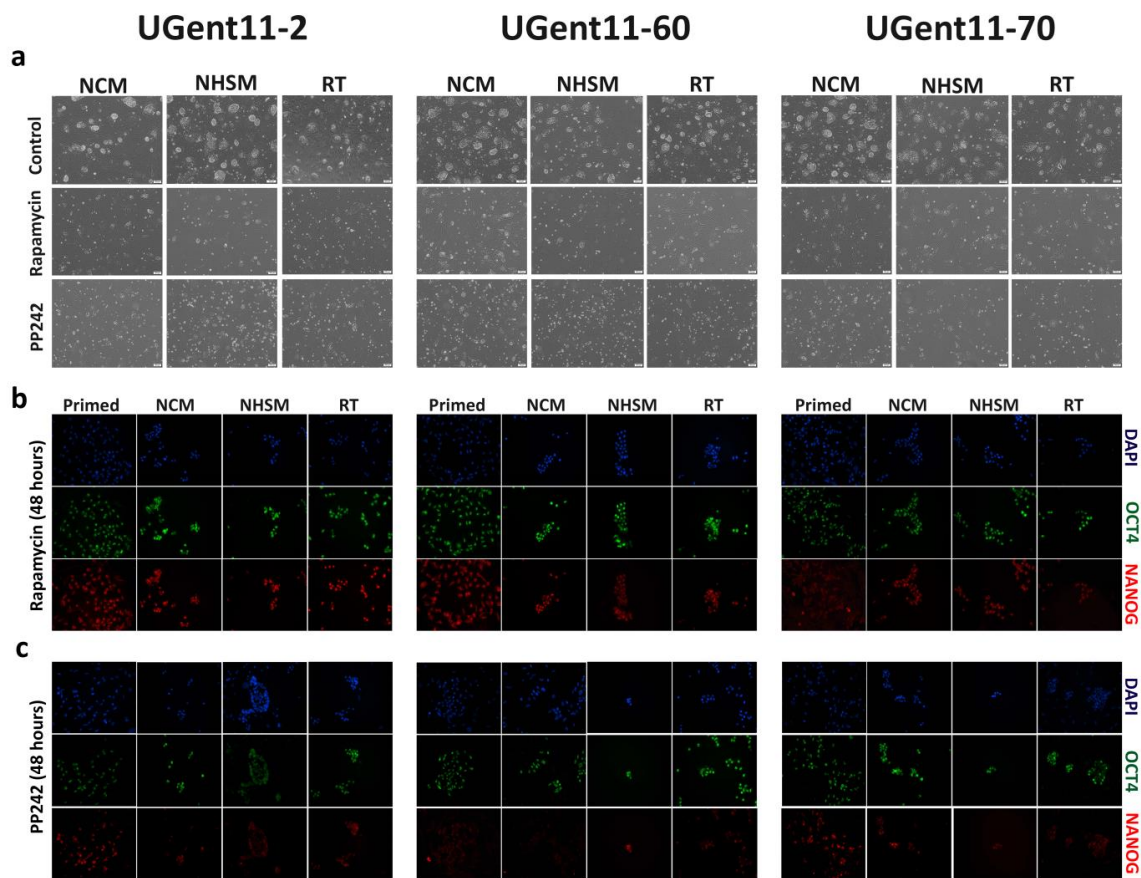 UGent11-2 UGent11-60 UGent11-70
a
NCM NHSM RT NCM NHSM RT NCM NHSM RT
Control
Rapamycin
PP242
b
Primed NCM NHSM RT Primed NCM NHSM RT Primed NCM NHSM RT
Rapamycin (48 hours)
DAPI
OCT4
NANOG
c
PP242 (48 hours)
DAPI
OCT4
NANOG